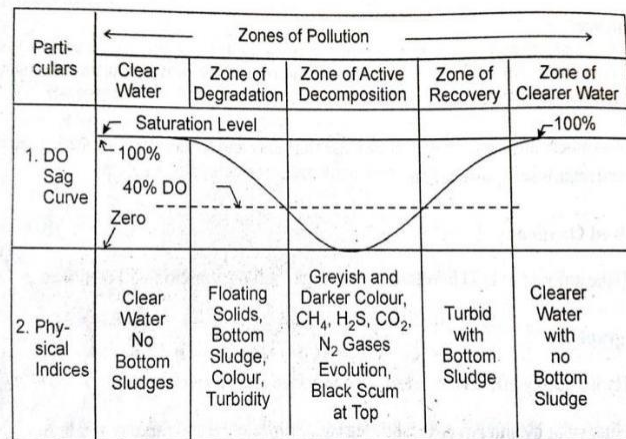 Parti-
culars
Zones of Pollution
Clear
Water
Zone of
Degradation
Zone of Active
Decomposition
Zone of
Recovery
Zone of
Clearer Water
1. DO
Sag
Curve
Saturation Level
100%
100%
40% DO
Zero
2. Phy-
sical
Indices
Clear
Water
No
Bottom
Sludges
Floating
Solids,
Bottom
Sludge,
Colour,
Turbidity
Greyish and
Darker Colour,
CH₄, H₂S, CO₂,
N₂ Gases
Evolution,
Black Scum
at Top
Turbid
with
Bottom
Sludge
Clearer
Water
with
no
Bottom
Sludge